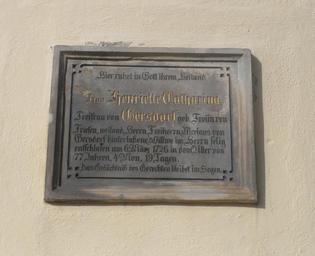 Hier ruhet in Gott ihrem Heiland
Frau Henriette Catharina
Freifrau von Gersdorf geb. Freiin von
Friesen, weiland Herrn Freiherrn Nicolaus von
Gersdorf hinterlassene Wittwe im Herrn selig
entschlafen am 6 März 1726 in dem Alter von
77 Jahren, 4 Mon. 19 Tagen.
Das Gedächtniß des Gerechten bleibet im Segen.